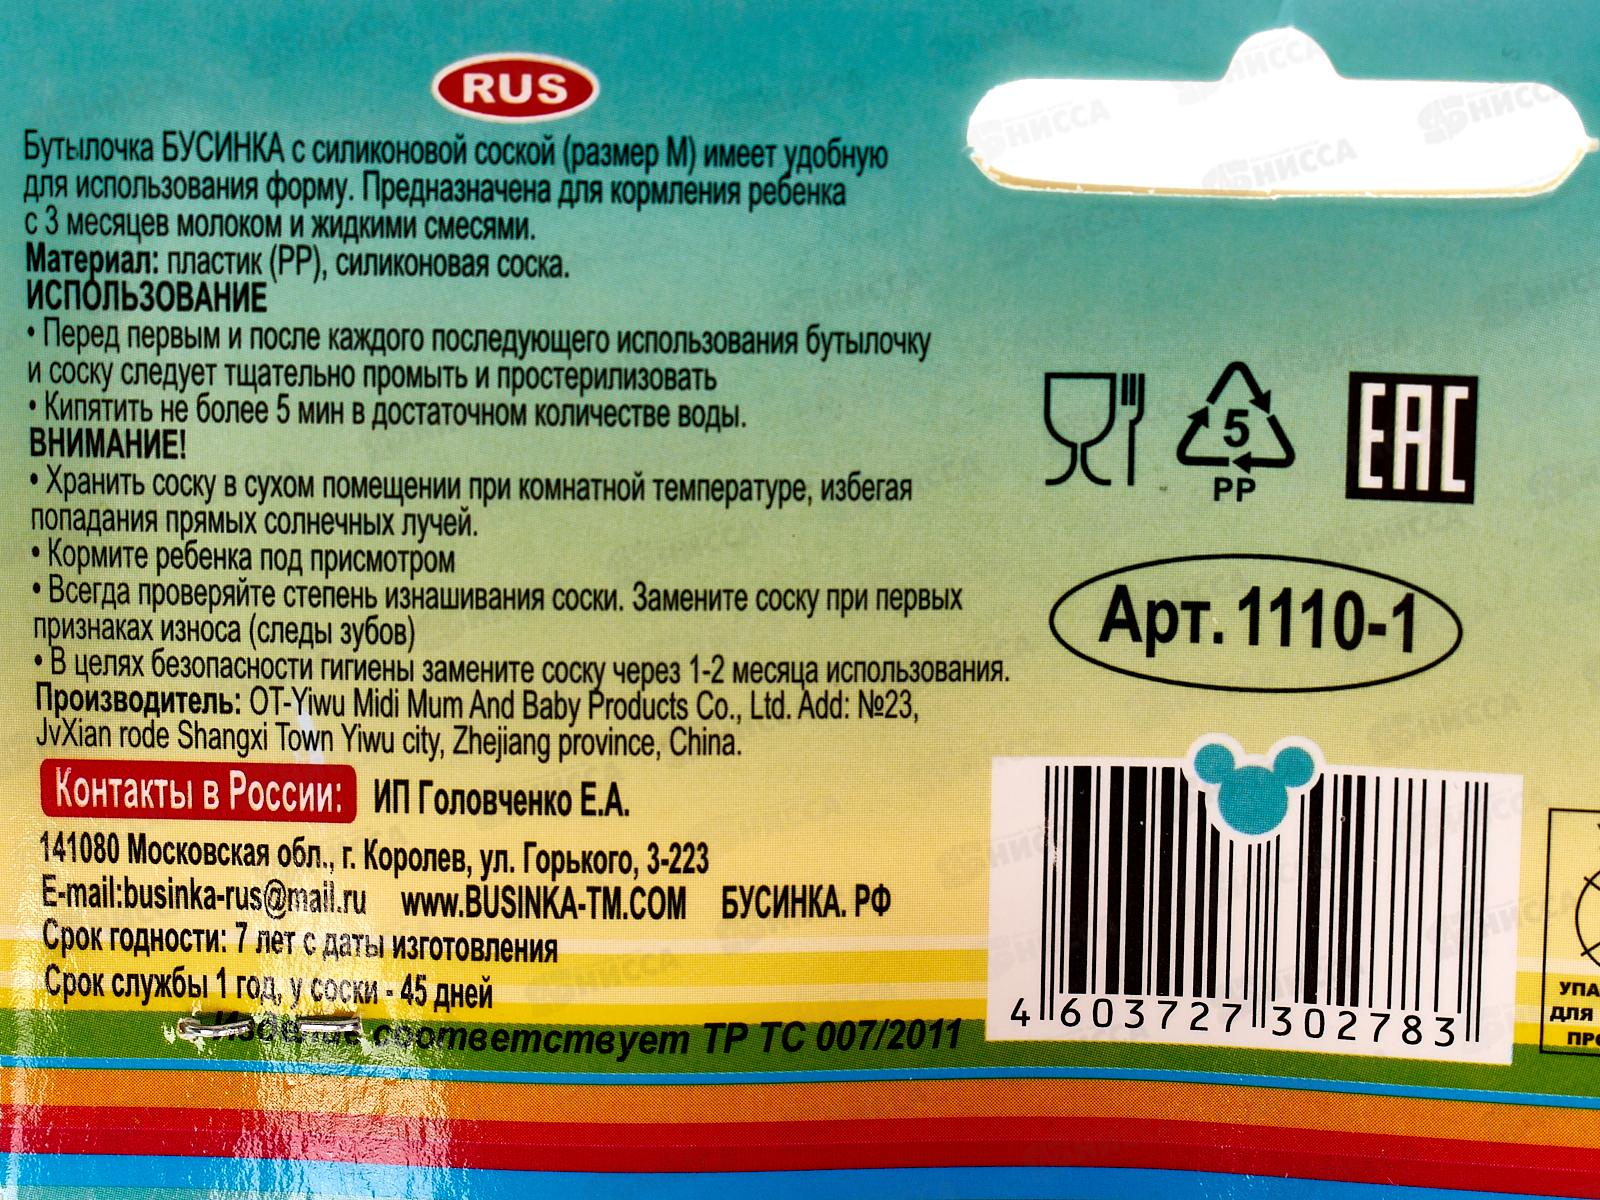 RUS
Бутылочка БУСИНКА с силиконовой соской (размер М) имеет удобную
для использования форму. Предназначена для кормления ребенка
с 3 месяцев молоком и жидкими смесями.
Материал: пластик (PP), силиконовая соска.
ИСПОЛЬЗОВАНИЕ
• Перед первым и после каждого последующего использования бутылочку
и соску следует тщательно промыть и простерилизовать
• Кипятить не более 5 мин в достаточном количестве воды.
ВНИМАНИЕ!
• Хранить соску в сухом помещении при комнатной температуре, избегая
попадания прямых солнечных лучей.
• Кормите ребенка под присмотром
• Всегда проверяйте степень изнашивания соски. Замените соску при первых
признаках износа (следы зубов)
• В целях безопасности гигиены замените соску через 1-2 месяца использования.
Производитель: OT-Yiwu Midi Mum And Baby Products Co., Ltd. Add: №23,
JvXian rode Shangxi Town Yiwu city, Zhejiang province, China.
Контакты в России: ИП Головченко Е.А.
141080 Московская обл., г. Королев, ул. Горького, 3-223
E-mail:businka-rus@mail.ru www.BUSINKA-TM.COM БУСИНКА. РФ
Срок годности: 7 лет с даты изготовления
Срок службы 1 год, у соски - 45 дней
Изделие соответствует ТР ТС 007/2011
5
PP
EAC
Арт. 1110-1
4 603727 302783
УПА
ДЛЯ
ПРО
НИССА